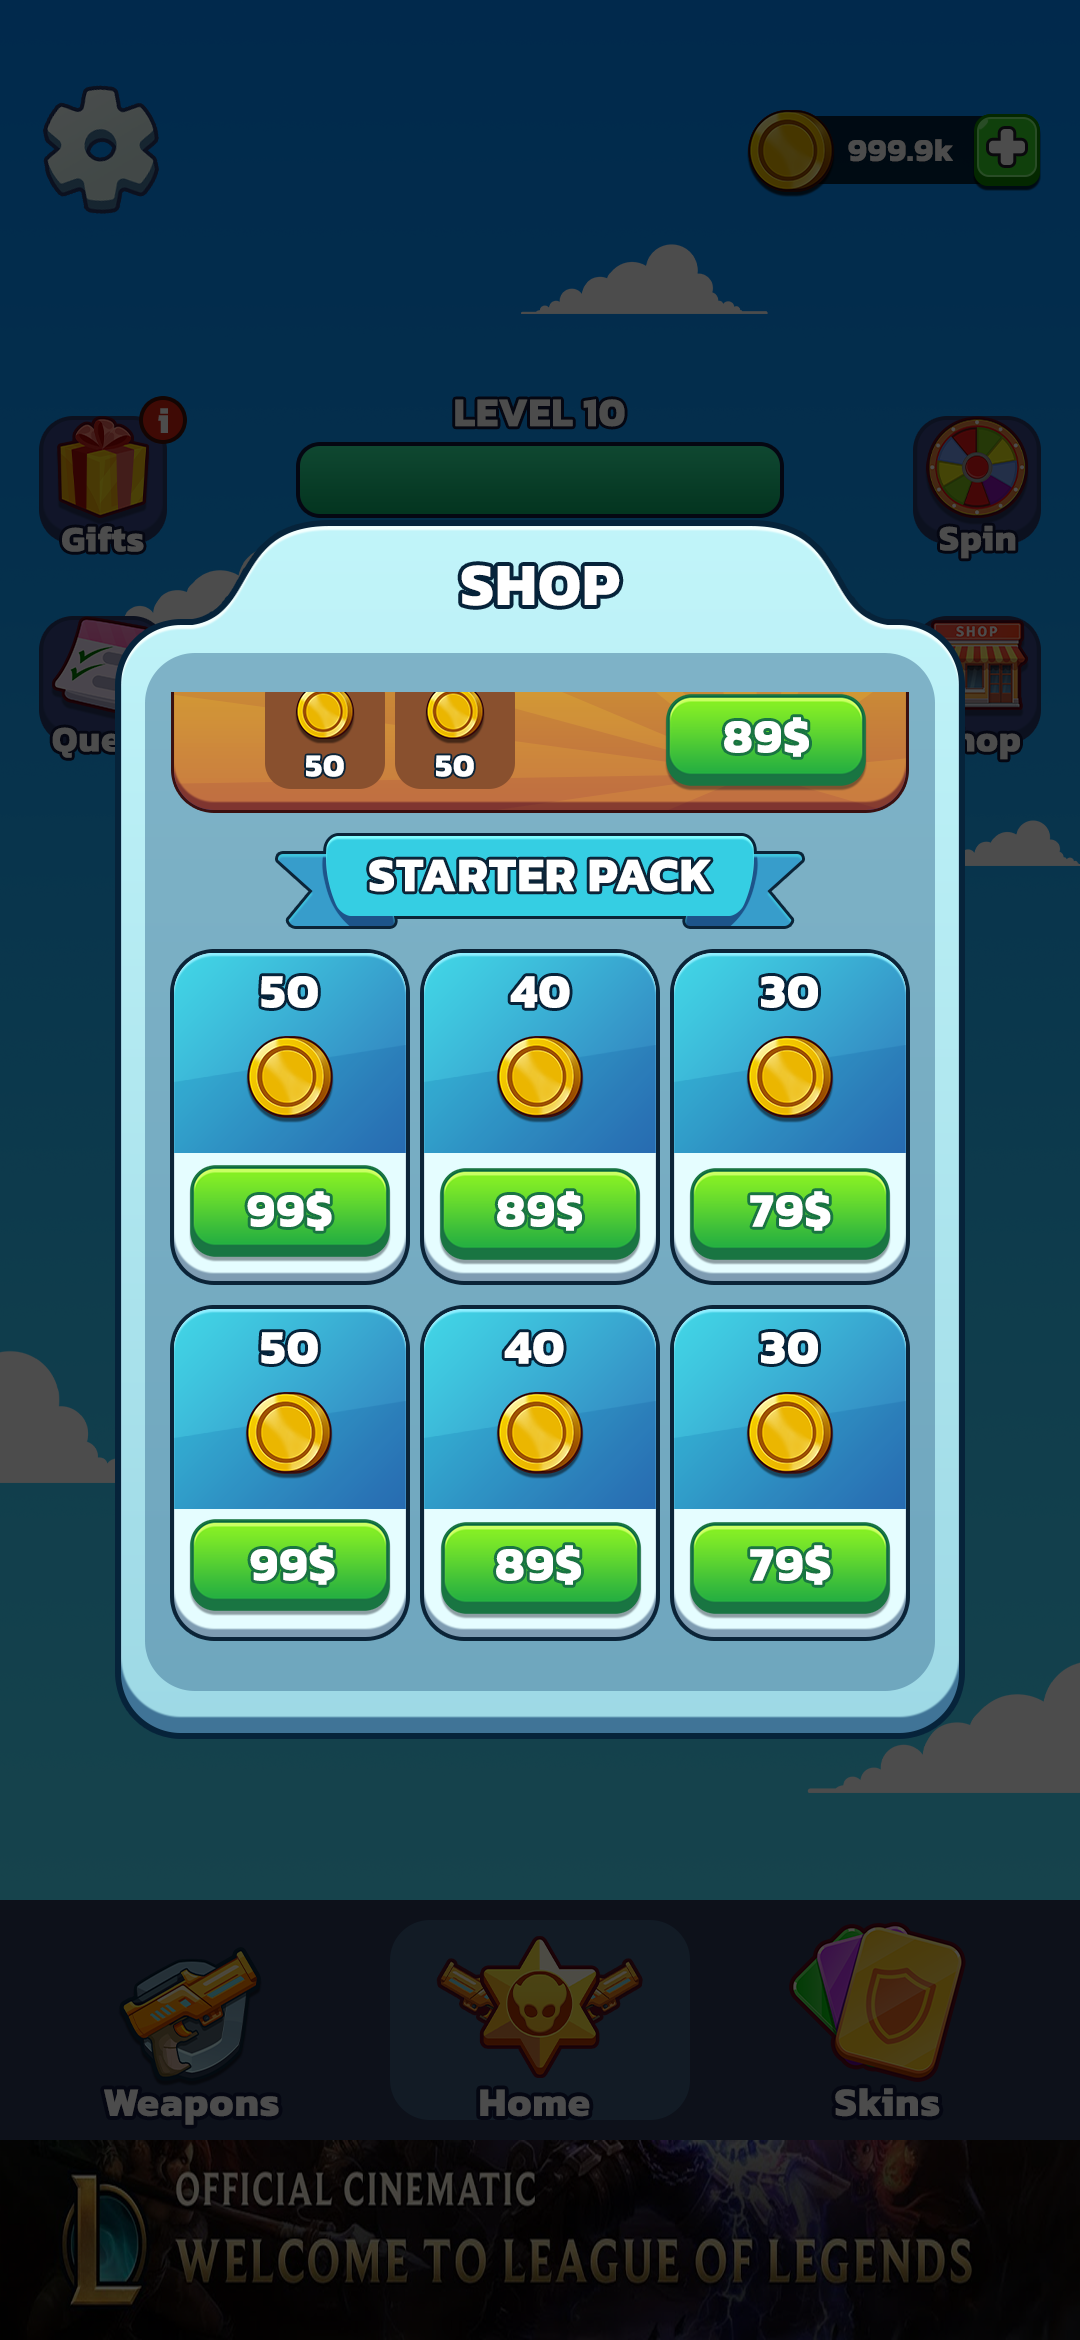 999.9k
LEVEL 10
i
Gifts
Spin
SHOP
SHOP
Que
hop
50
50
89$
STARTER PACK
50
40
30
99$
89$
79$
50
40
30
99$
89$
79$
Weapons
Home
Skins
OFFICIAL CINEMATIC
WELCOME TO LEAGUE OF LEGENDS